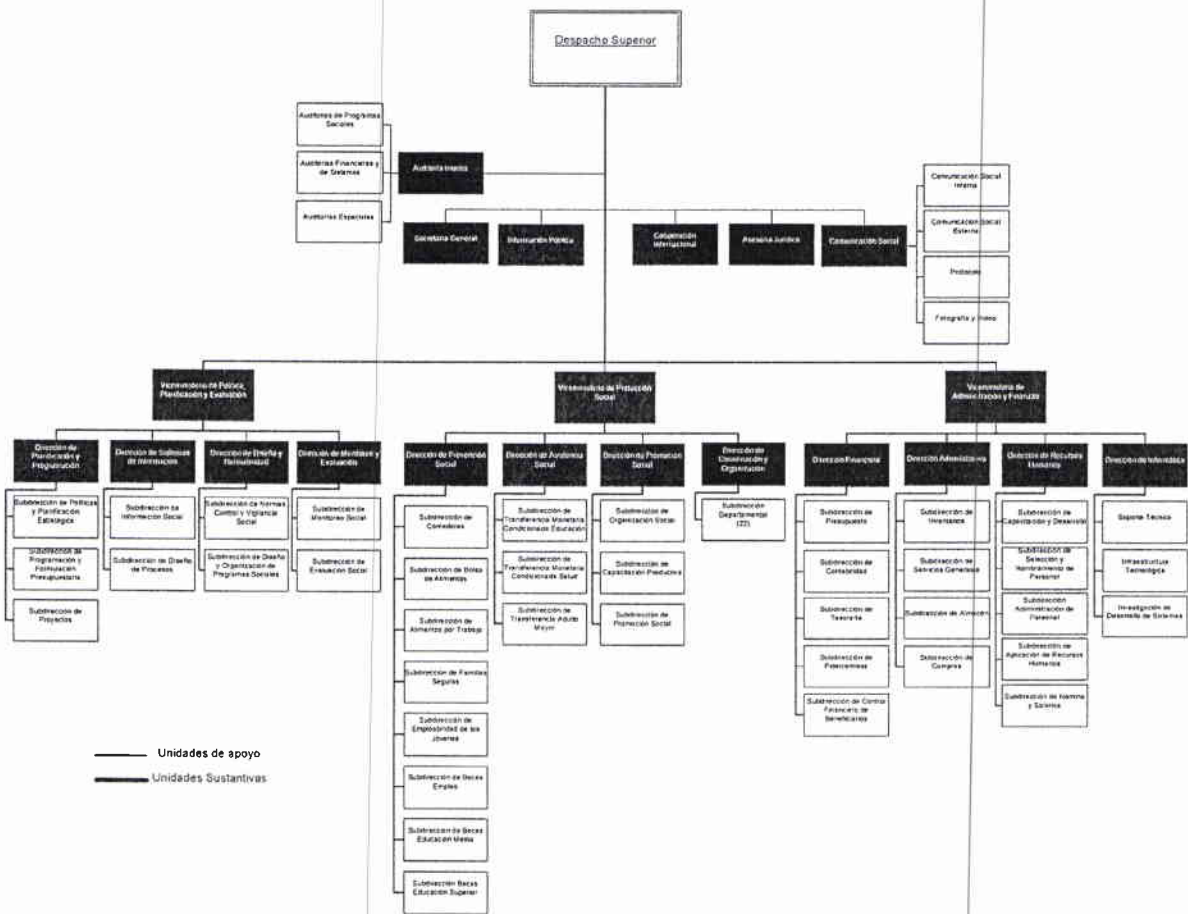 Despacho Superior
Auditorías de Programas
Sociales
Auditorías Financieras y
de Sistemas
Auditorías Especiales
Auditoría Interna
Comunicación Social
Interna
Comunicación Social
Externa
Protocolo
Fotografía y Video
Secretaría General
Información Pública
Cooperación
Internacional
Asesoría Jurídica
Comunicación Social
Viceministerio de Política,
Planificación y Evaluación
Viceministerio de Protección
Social
Viceministerio de
Administración y Finanzas
Dirección de
Planificación y
Programación
Dirección de Sistemas
de Información
Dirección de Diseño y
Normatividad
Dirección de Monitoreo y
Evaluación
Dirección de Prevención
Social
Dirección de Asistencia
Social
Dirección de Promoción
Social
Dirección de
Coordinación y
Organización
Dirección Financiera
Dirección Administrativa
Dirección de Recursos
Humanos
Dirección de Informática
Subdirección de Políticas
y Planificación
Estratégica
Subdirección de
Programación y
Formulación
Presupuestaria
Subdirección de
Proyectos
Subdirección de
Información Social
Subdirección de Diseño
de Procesos
Subdirección de Normas
Control y Vigilancia
Social
Subdirección de Diseño
y Organización de
Programas Sociales
Subdirección de
Monitoreo Social
Subdirección de
Evaluación Social
Subdirección de
Comedores
Subdirección de Bolsa
de Alimentos
Subdirección de
Alimentos por Trabajo
Subdirección de Familias
Seguras
Subdirección de
Empleabilidad de los
Jóvenes
Subdirección de Becas
Empleo
Subdirección de Becas
Educación Media
Subdirección Becas
Educación Superior
Subdirección de
Transferencia Monetaria
Condicionada Educación
Subdirección de
Transferencia Monetaria
Condicionada Salud
Subdirección de
Transferencia Adulto
Mayor
Subdirección de
Organización Social
Subdirección de
Capacitación Productiva
Subdirección de
Promoción Social
Subdirección
Departamental
(22)
Subdirección de
Presupuesto
Subdirección de
Contabilidad
Subdirección de
Tesorería
Subdirección de
Fideicomisos
Subdirección de Control
Financiero de
Beneficiarios
Subdirección de
Inventarios
Subdirección de
Servicios Generales
Subdirección de Almacén
Subdirección de
Compras
Subdirección de
Capacitación y Desarrollo
Subdirección de
Selección y
Nombramiento de
Personal
Subdirección
Administración de
Personal
Subdirección de
Aplicación de Recursos
Humanos
Subdirección de Nómina
y Salarios
Soporte Técnico
Infraestructura
Tecnológica
Investigación de
Desarrollo de Sistemas
Unidades de apoyo
Unidades Sustantivas